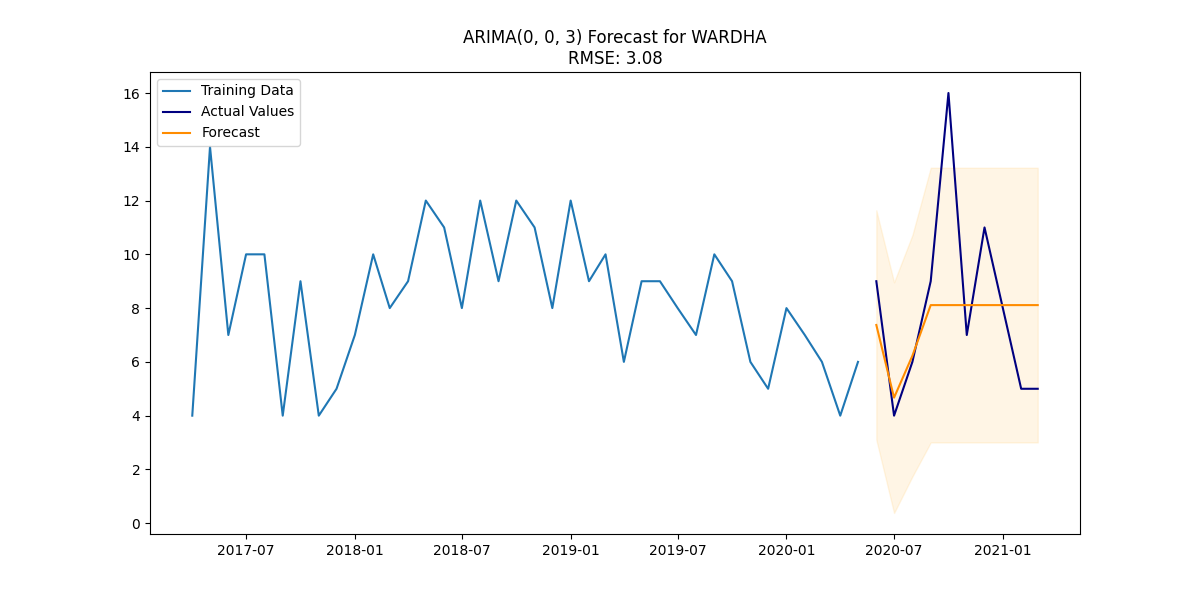 ARIMA(0, 0, 3) Forecast for WARDHA
RMSE: 3.08
Training Data
Actual Values
Forecast
16
14
12
10
8
6
4
2
0
2017-07 2018-01 2018-07 2019-01 2019-07 2020-01 2020-07 2021-01